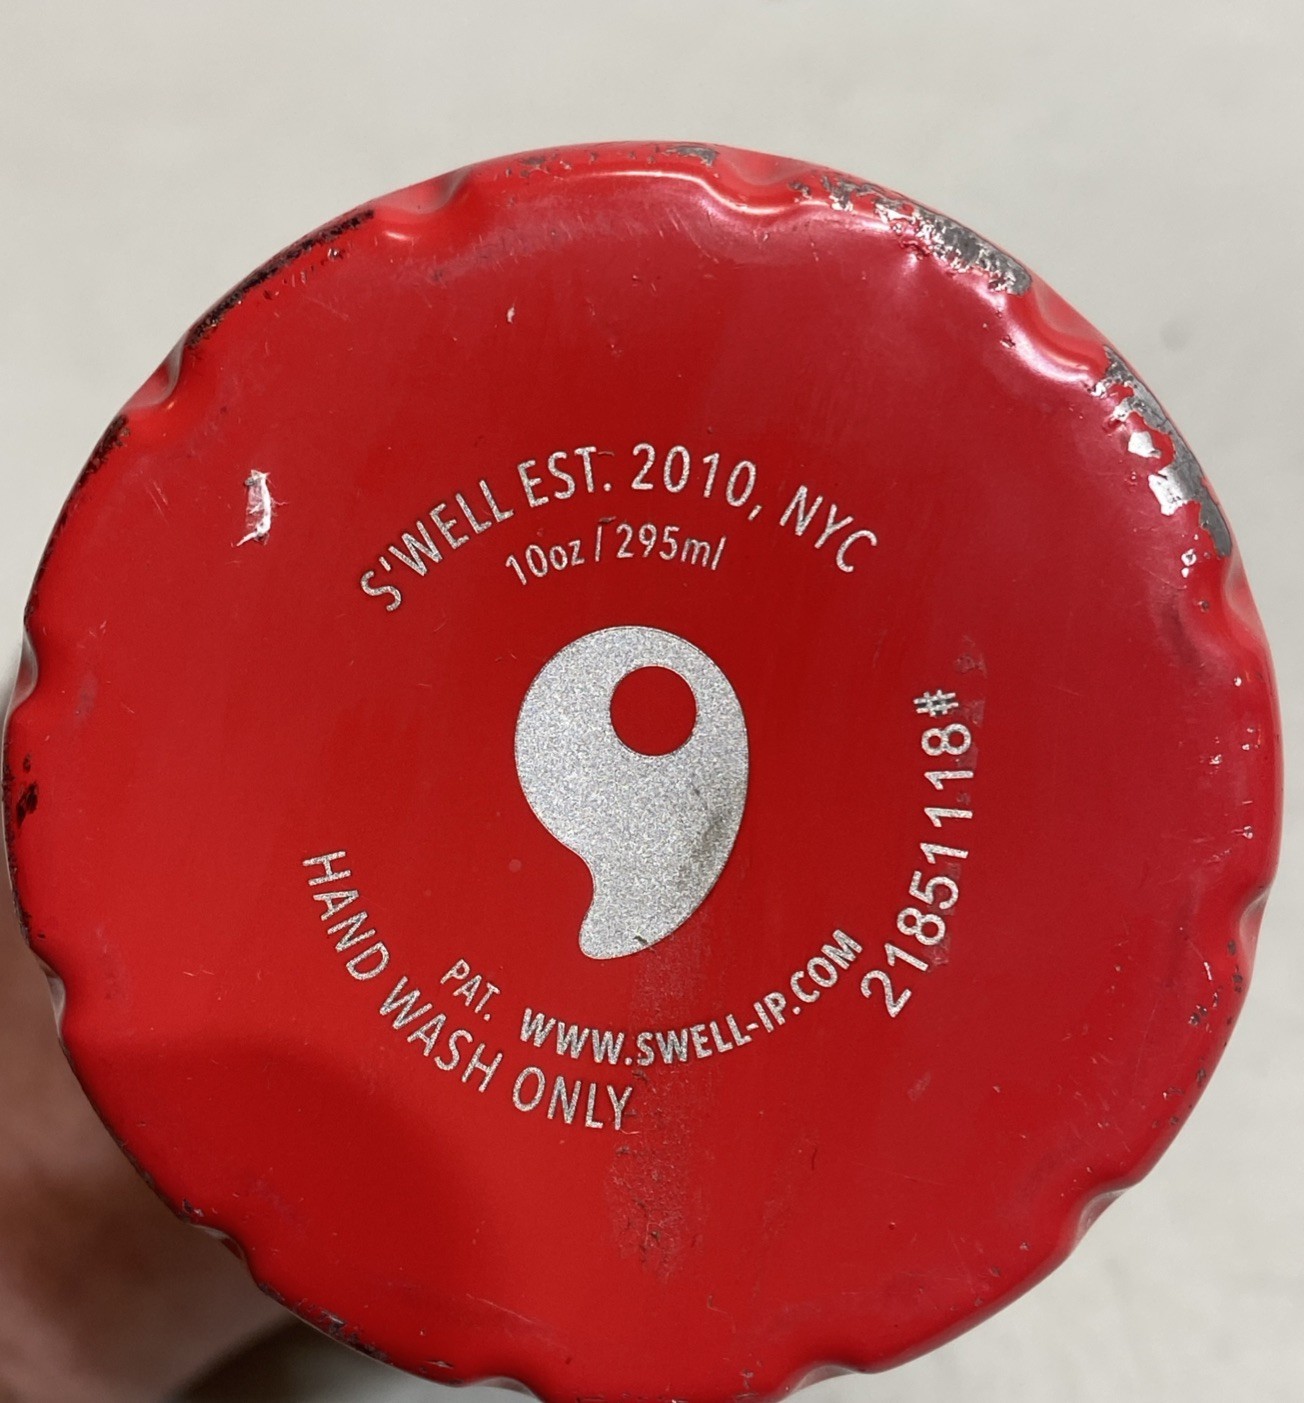 S'WELL EST. 2010, NYC
10oz / 295ml
21851118#
PAT. WWW.SWELL-IP.COM
HAND WASH ONLY